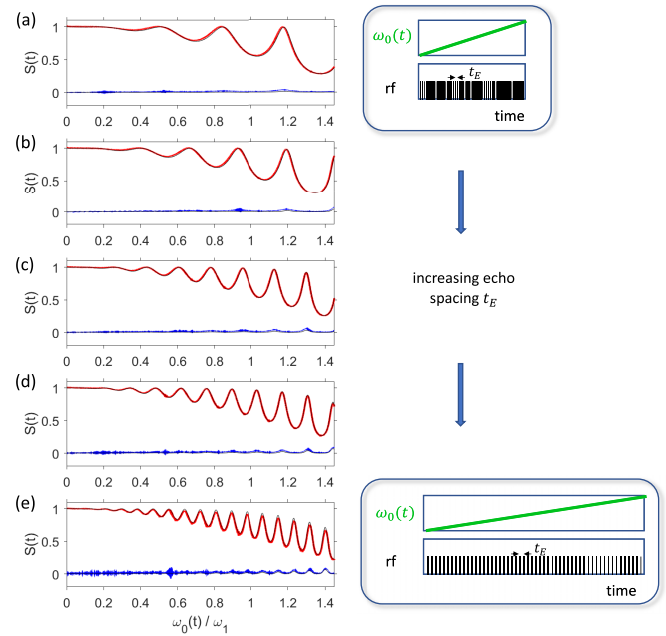 (a)
S(t)
1
0.5
0
0 0.2 0.4 0.6 0.8 1 1.2 1.4
ω₀(t)
t_E
rf
time
(b)
S(t)
1
0.5
0
0 0.2 0.4 0.6 0.8 1 1.2 1.4
(c)
S(t)
1
0.5
0
0 0.2 0.4 0.6 0.8 1 1.2 1.4
increasing echo
spacing t_E
(d)
S(t)
1
0.5
0
0 0.2 0.4 0.6 0.8 1 1.2 1.4
(e)
S(t)
1
0.5
0
0 0.2 0.4 0.6 0.8 1 1.2 1.4
ω₀(t) / ω₁
ω₀(t)
t_E
rf
time